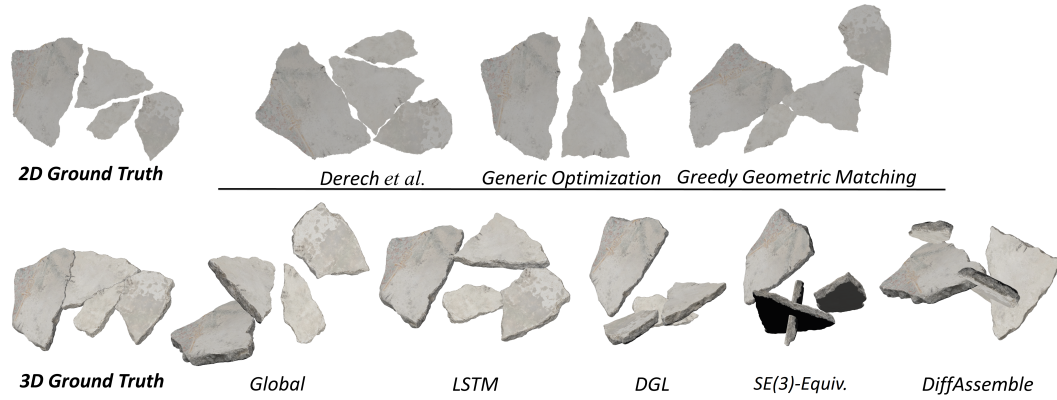 2D Ground Truth
Derech et al.
Generic Optimization
Greedy Geometric Matching
3D Ground Truth
Global
LSTM
DGL
SE(3)-Equiv.
DiffAssemble